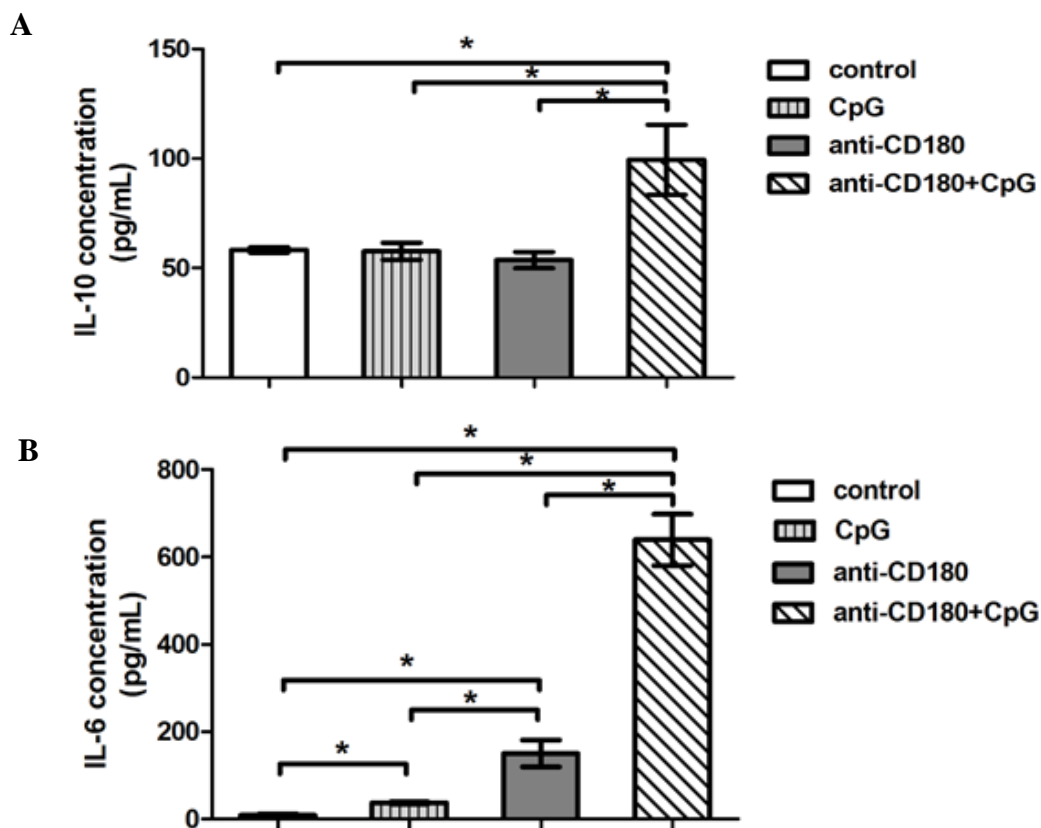 A
*
*
*
150
100
50
0
IL-10 concentration
(pg/mL)
control
CpG
anti-CD180
anti-CD180+CpG
B
*
*
*
*
*
*
800
600
400
200
0
IL-6 concentration
(pg/mL)
control
CpG
anti-CD180
anti-CD180+CpG